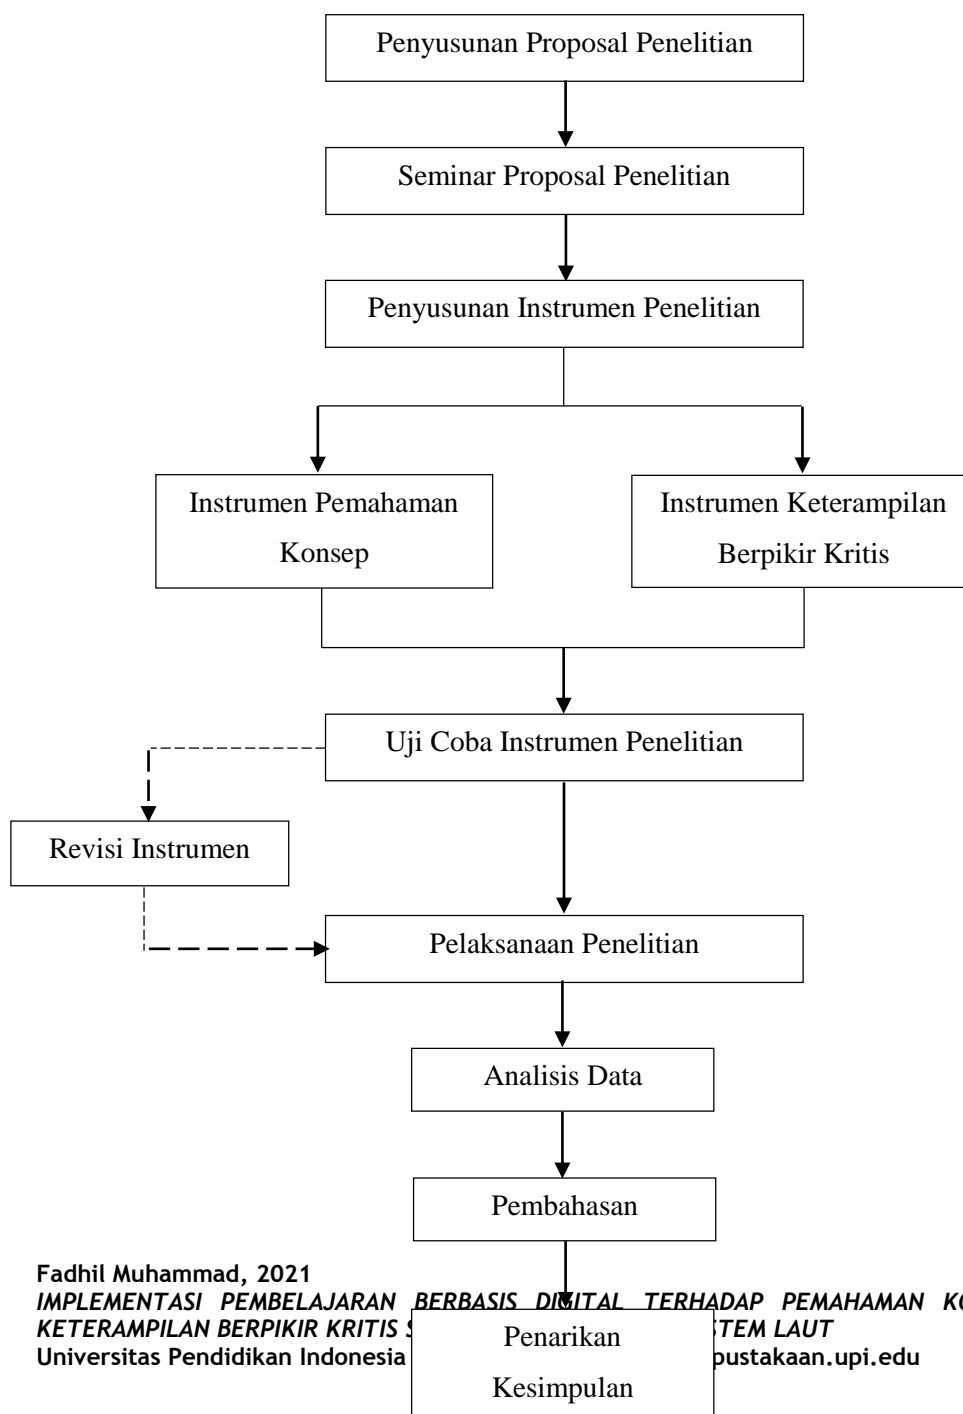 Penyusunan Proposal Penelitian
Seminar Proposal Penelitian
Penyusunan Instrumen Penelitian
Instrumen Pemahaman
Konsep
Instrumen Keterampilan
Berpikir Kritis
Uji Coba Instrumen Penelitian
Revisi Instrumen
Pelaksanaan Penelitian
Analisis Data
Pembahasan
Fadhil Muhammad, 2021
IMPLEMENTASI PEMBELAJARAN BERBASIS DIGITAL TERHADAP PEMAHAMAN
KETERAMPILAN BERPIKIR KRITIS LAUT
Universitas Pendidikan Indonesia pustakaan.upi.edu
Penarikan
Kesimpulan